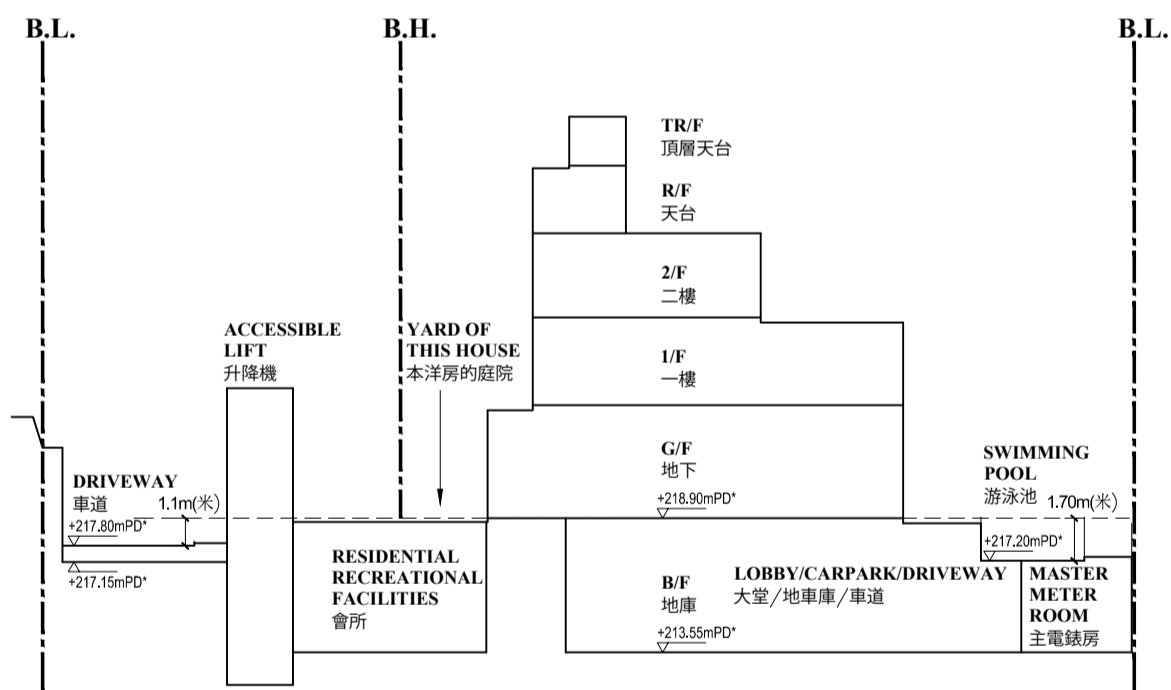 B.L.
B.H.
B.L.
TR/F
頂層天台
R/F
天台
2/F
二樓
ACCESSIBLE
LIFT
升降機
YARD OF
THIS HOUSE
本洋房的庭院
1/F
一樓
G/F
地下
+218.90mPD*
DRIVEWAY
車道
1.1m(米)
+217.80mPD*
+217.15mPD*
SWIMMING
POOL
游泳池
1.70m(米)
+217.20mPD*
RESIDENTIAL
RECREATIONAL
FACILITIES
會所
B/F
地庫
+213.55mPD*
LOBBY/CARPARK/DRIVEWAY
大堂/地車庫/車道
MASTER
METER
ROOM
主電錶房